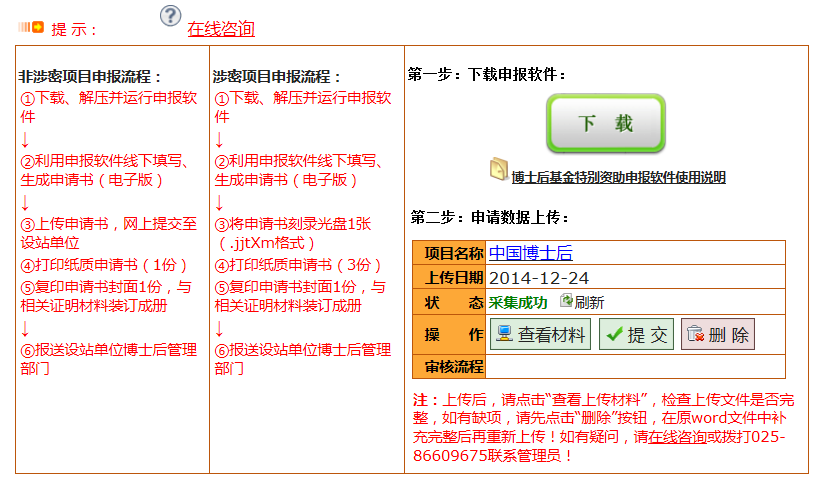 提 示：
在线咨询
非涉密项目申报流程：
①下载、解压并运行申报软
件
↓
②利用申报软件线下填写、
生成申请书（电子版）
↓
③上传申请书，网上提交至
设站单位
④打印纸质申请书（1份）
⑤复印申请书封面1份，与
相关证明材料装订成册
↓
⑥报送设站单位博士后管理
部门
涉密项目申报流程：
①下载、解压并运行申报软
件
↓
②利用申报软件线下填写、
生成申请书（电子版）
↓
③将申请书刻录光盘1张
（.jjtXm格式）
④打印纸质申请书（3份）
⑤复印申请书封面1份，与
相关证明材料装订成册
↓
⑥报送设站单位博士后管理
部门
第一步：下载申报软件：
下 载
博士后基金特别资助申报软件使用说明
第二步：申请数据上传：
项目名称 中国博士后
上传日期 2014-12-24
状 态 采集成功 刷新
操 作 查看材料 提 交 删 除
审核流程
注：上传后，请点击“查看上传材料”，检查上传文件是否完
整，如有缺项，请先点击“删除”按钮，在原word文件中补
充完整后再重新上传！如有疑问，请在线咨询或拨打025-
86609675联系管理员！